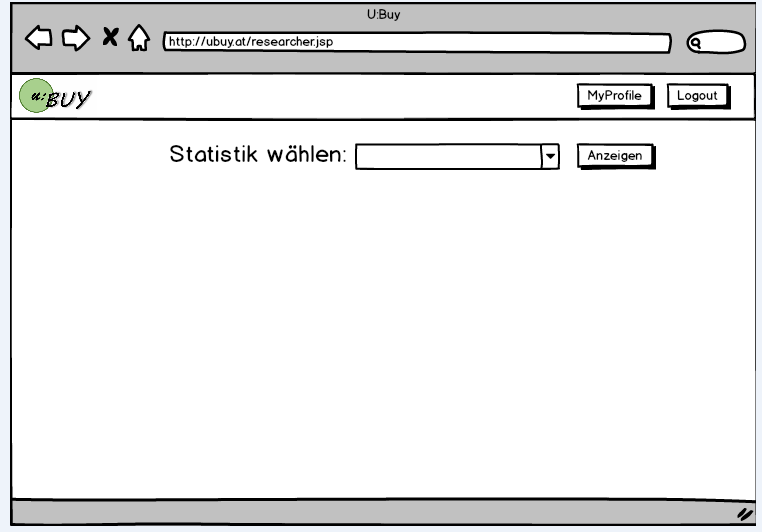 U:Buy
http://ubuy.at/researcher.jsp
u:BUY
MyProfile
Logout
Statistik wählen:
Anzeigen